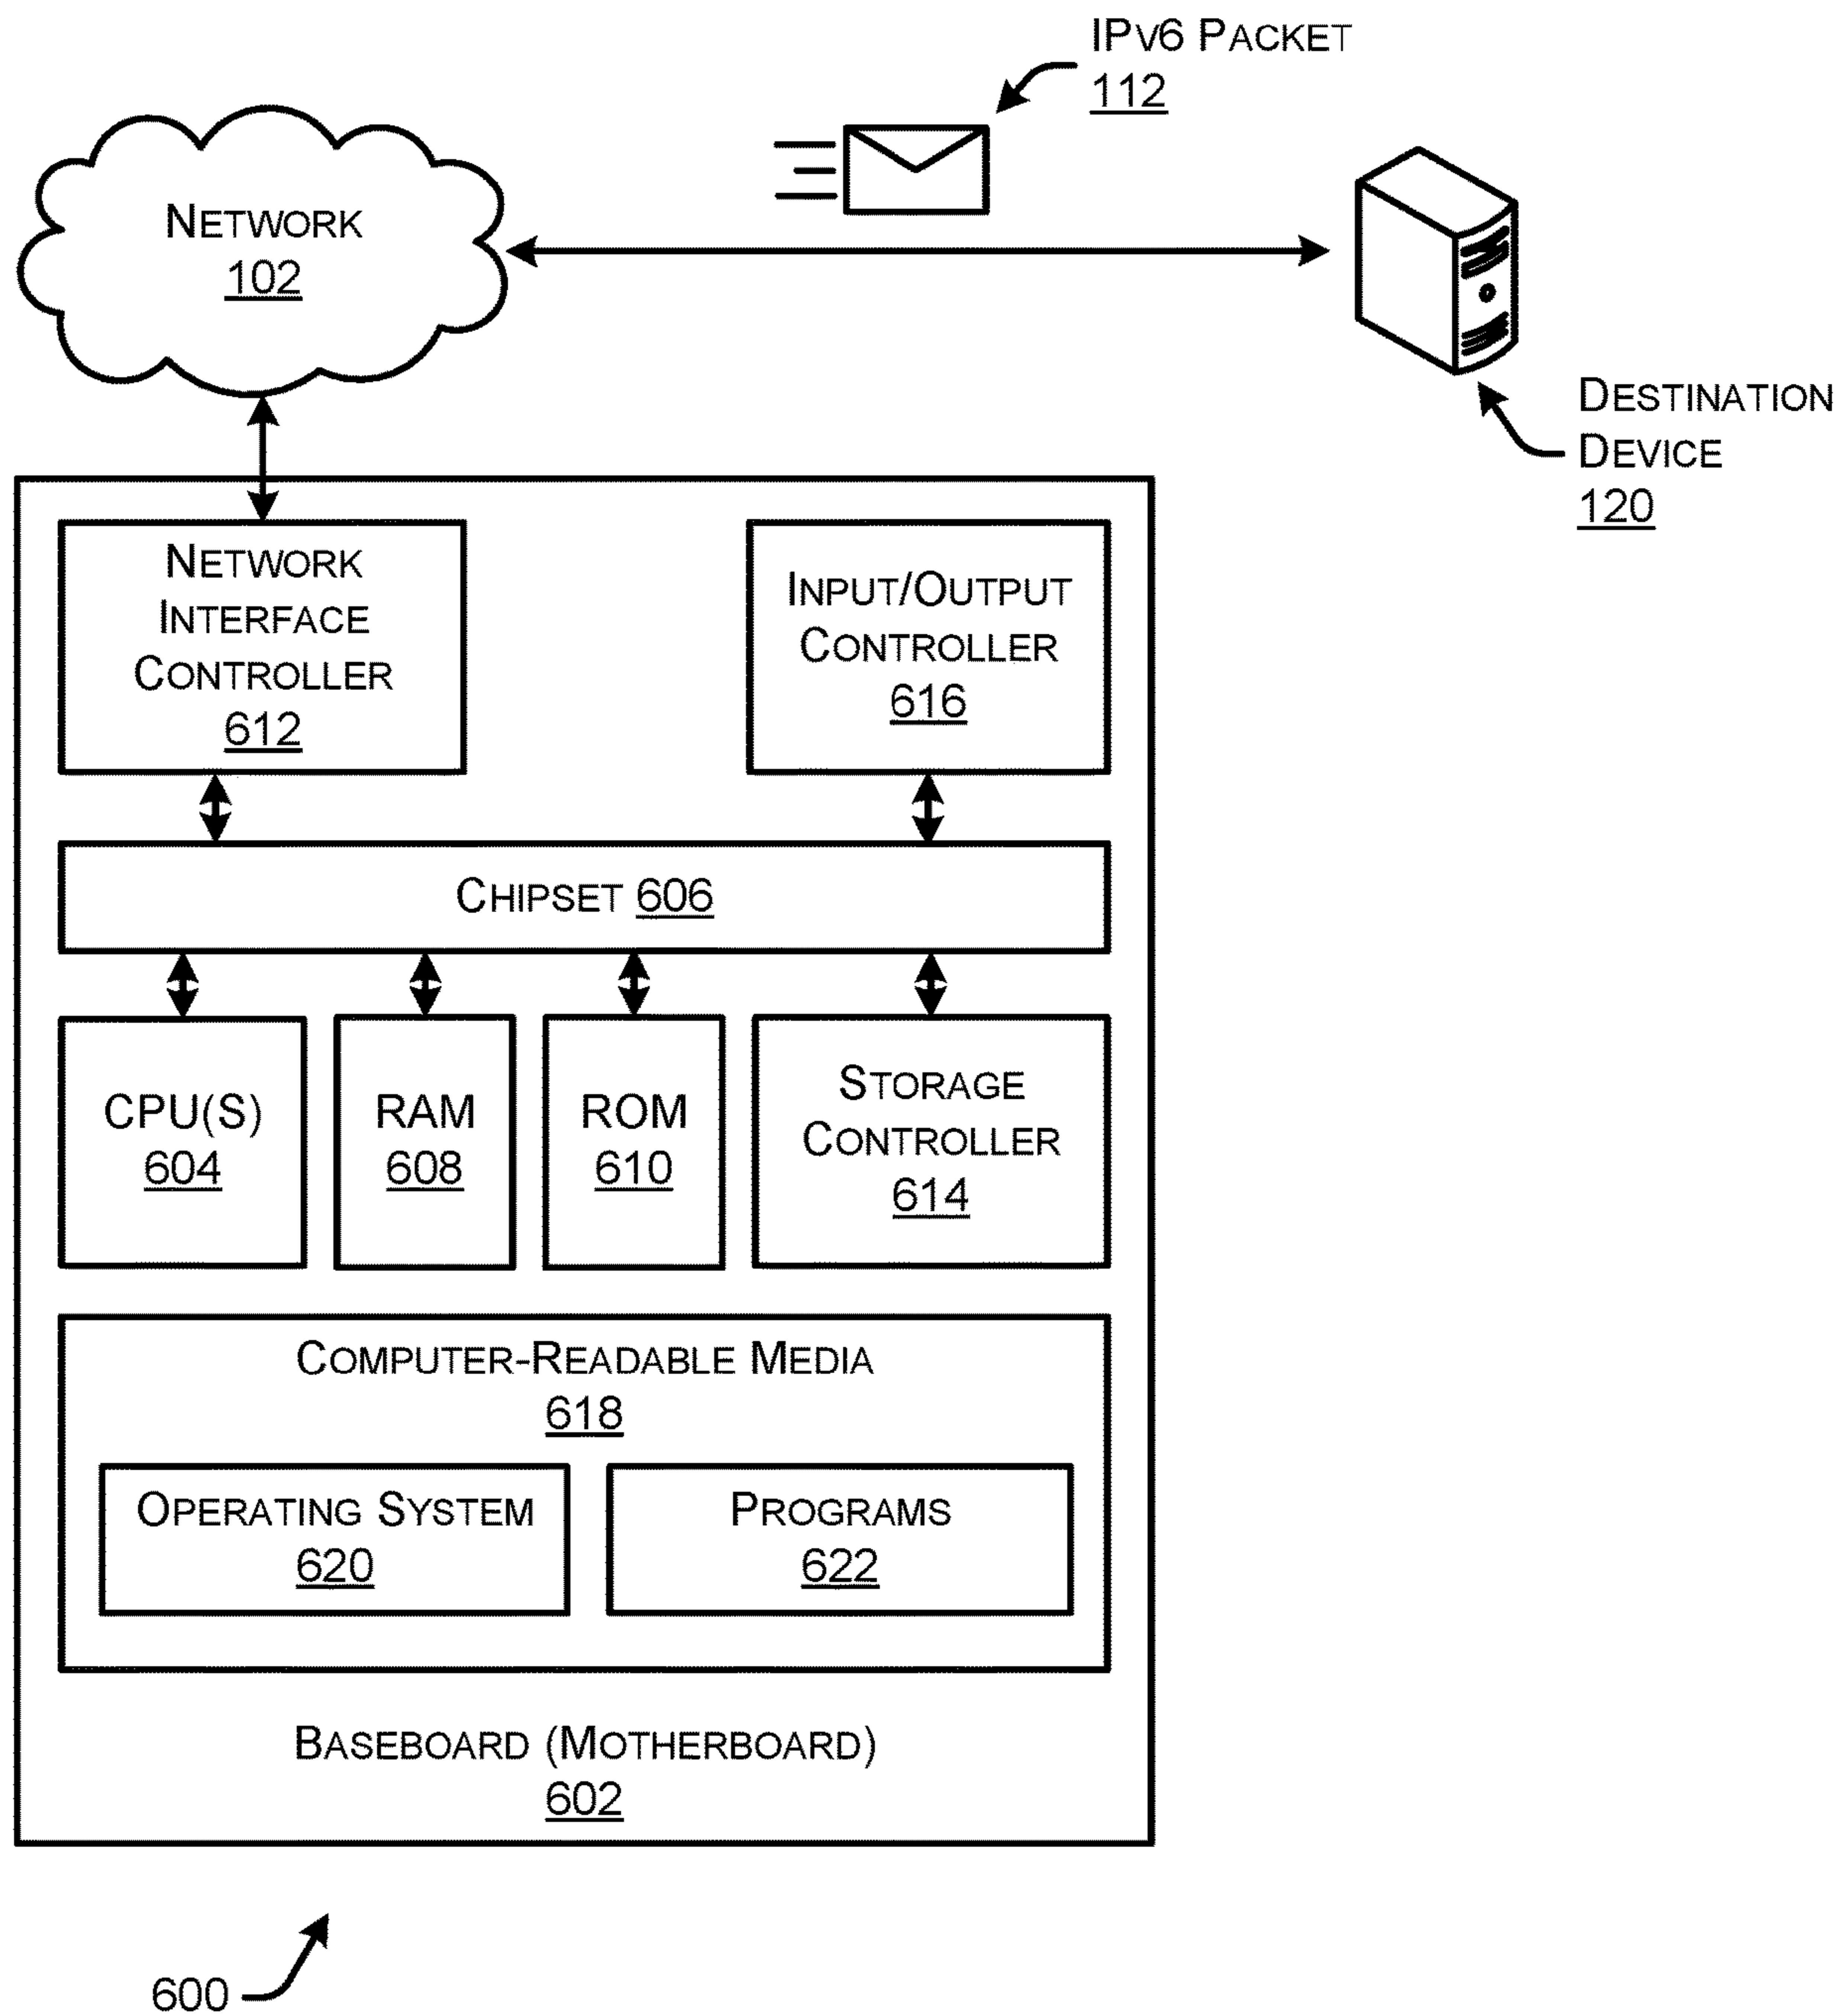 IPv6 Packet
112
Network
102
Destination
Device
120
Network
Interface
Controller
612
Input/Output
Controller
616
Chipset 606
CPU(s)
604
RAM
608
ROM
610
Storage
Controller
614
Computer-Readable Media
618
Operating System
620
Programs
622
Baseboard (Motherboard)
602
600